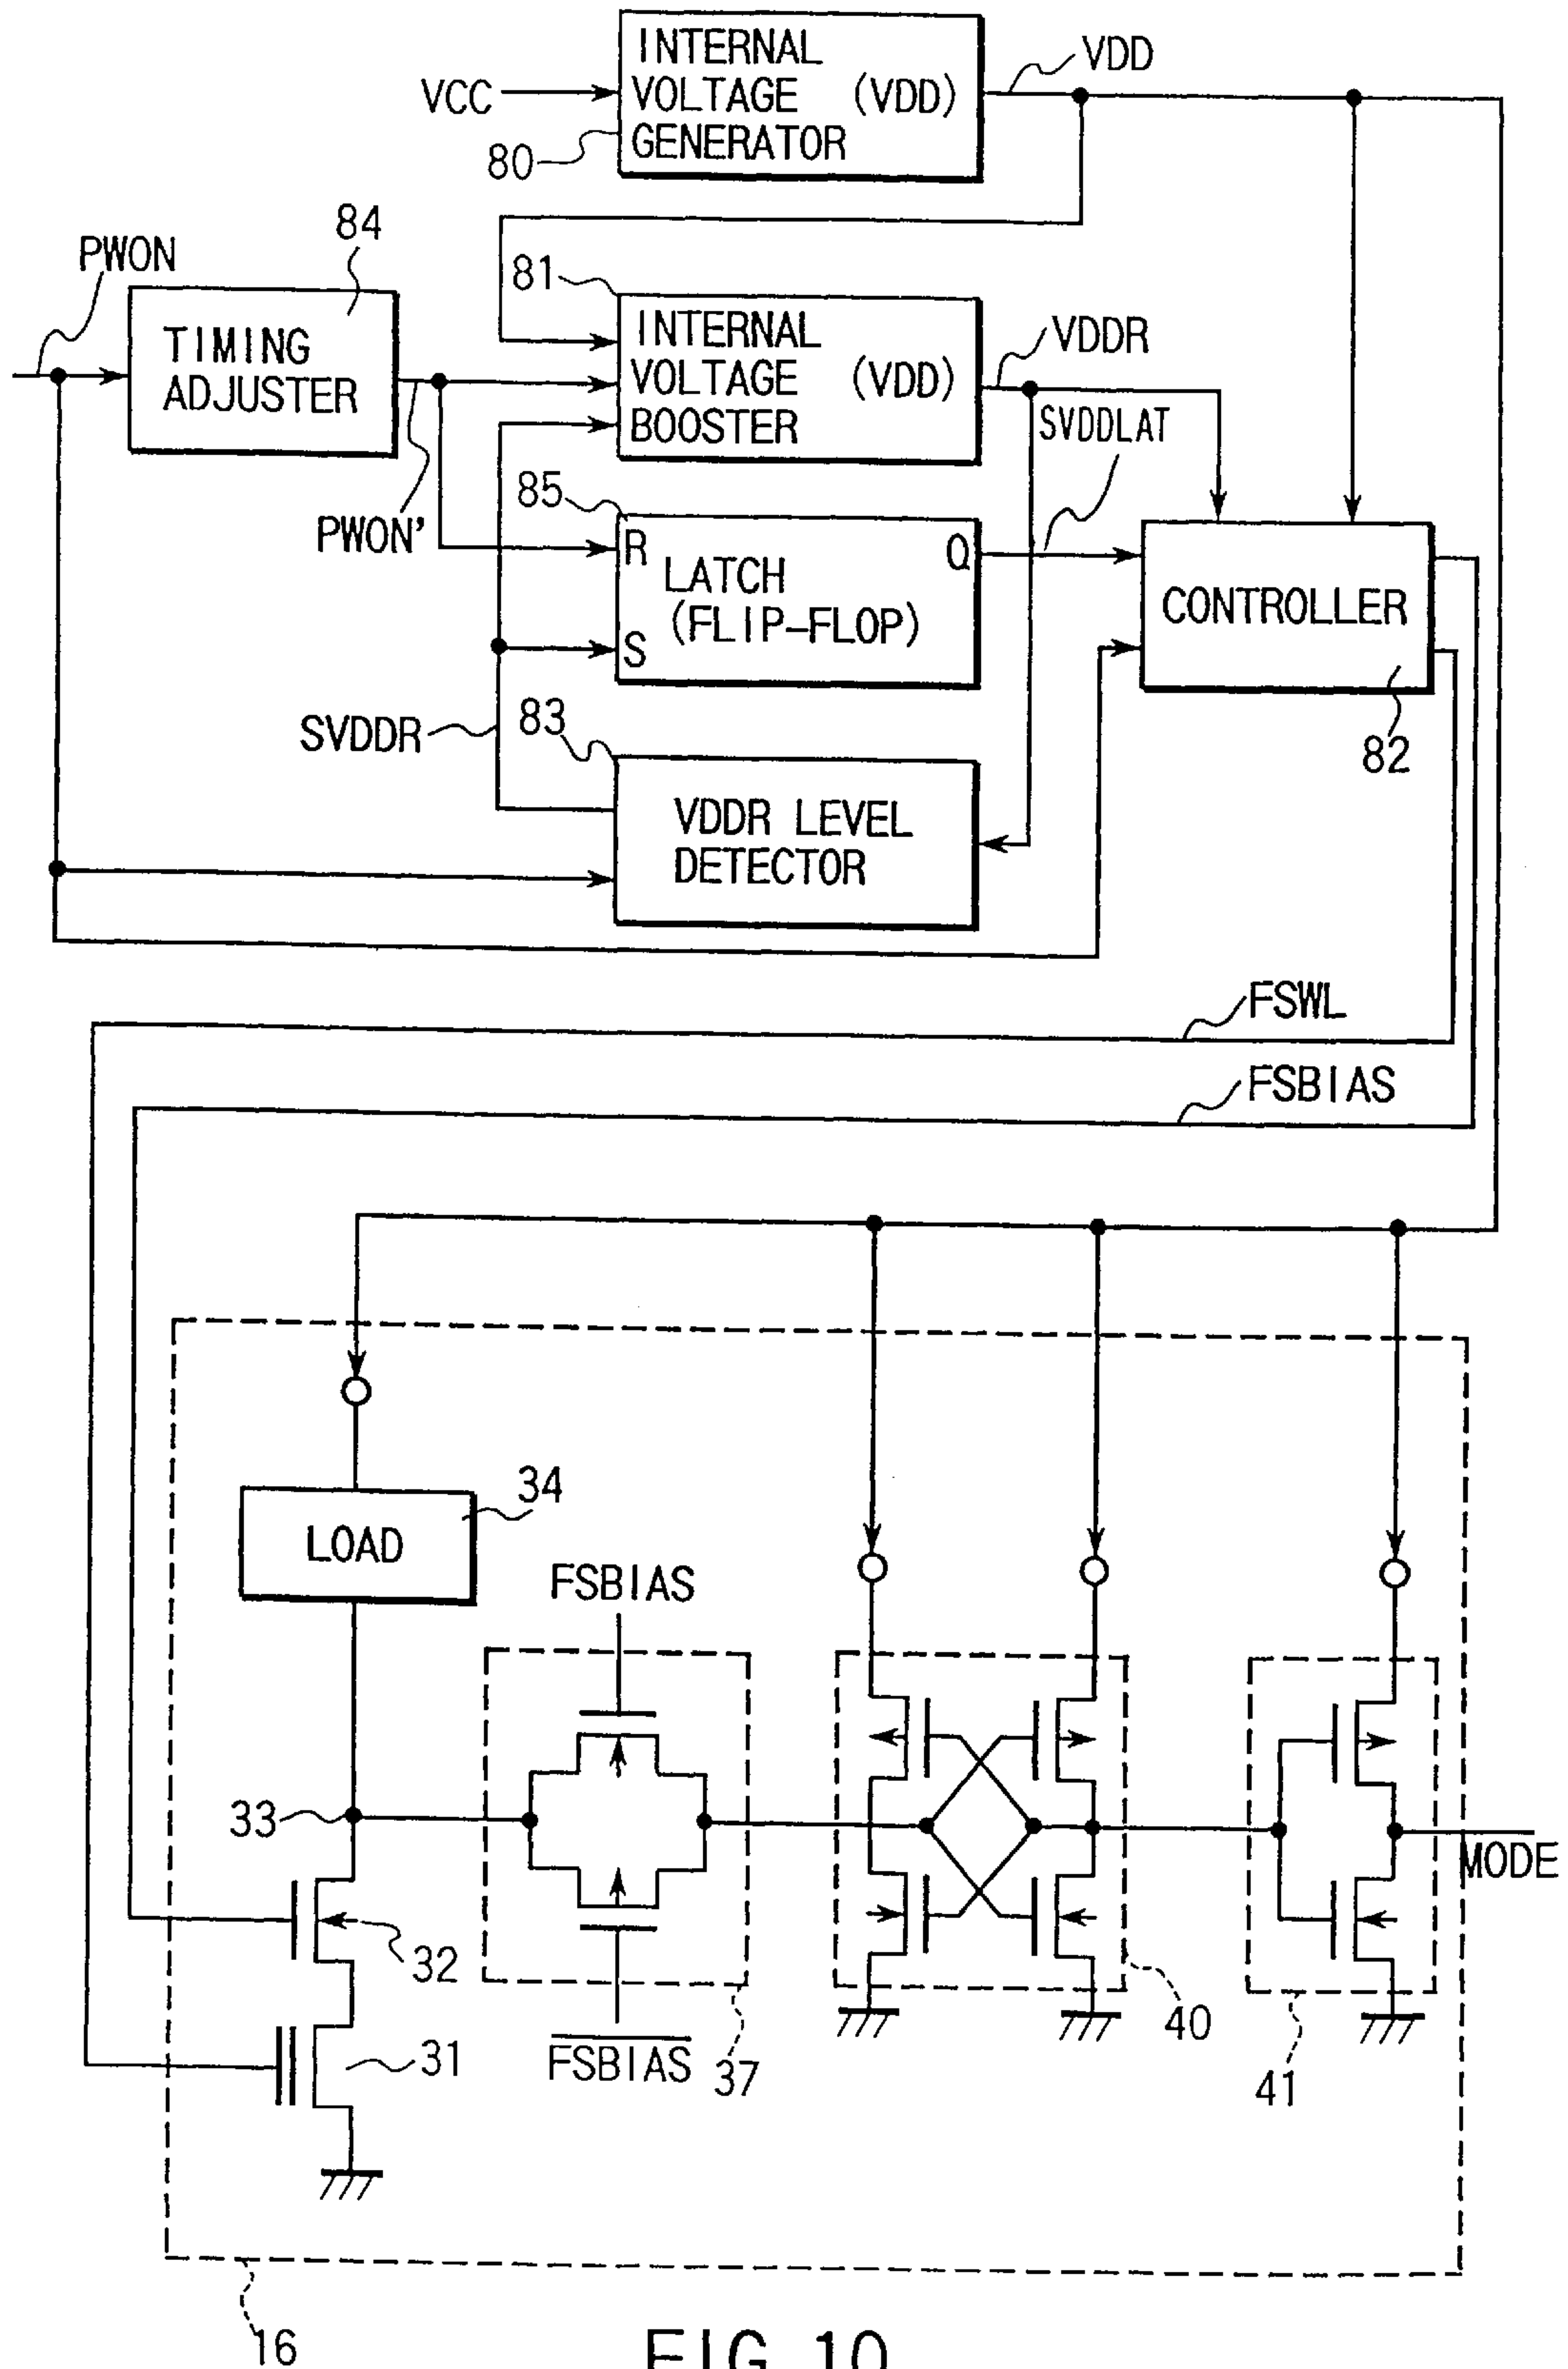 INTERNAL
VOLTAGE (VDD)
GENERATOR
VCC
80
VDD
PWON
84
TIMING
ADJUSTER
PWON'
81
INTERNAL
VOLTAGE (VDD)
BOOSTER
VDDR
SVDDLAT
85
R Q
LATCH
(FLIP-FLOP)
S
CONTROLLER
82
SVDDR
83
VDDR LEVEL
DETECTOR
FSWL
FSBIAS
34
LOAD
FSBIAS
33
32
31
FSBIAS
37
40
41
MODE
16
FIG. 10